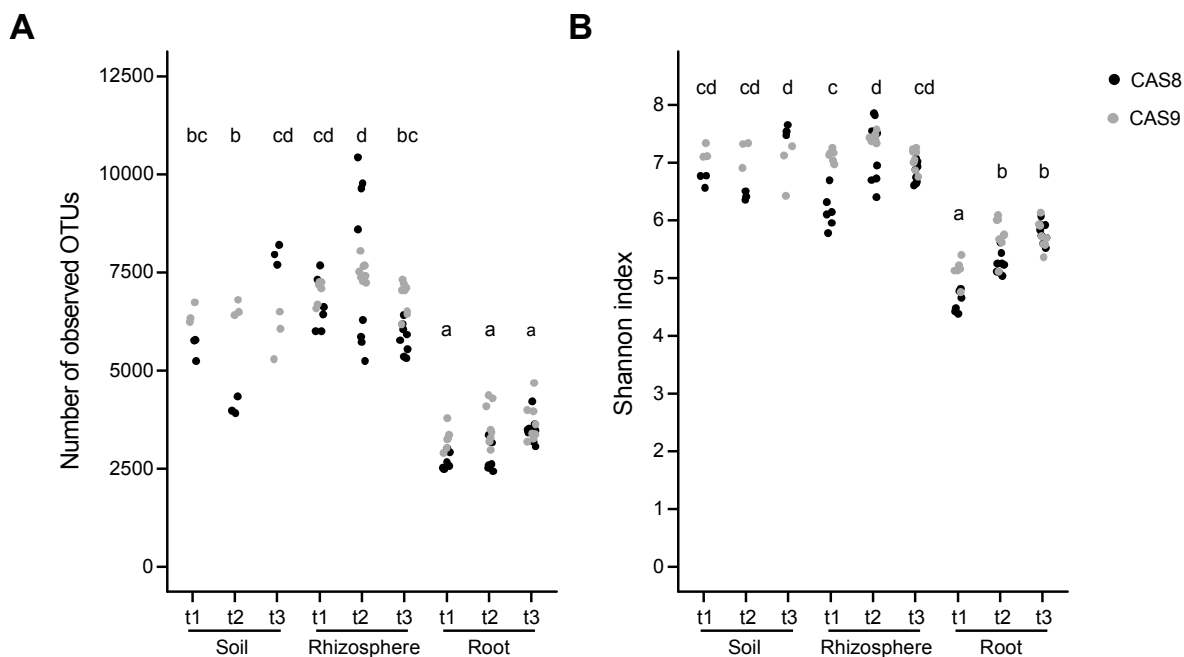 A
B
Number of observed OTUs
12500
10000
7500
5000
2500
0
bc b cd cd d bc
a a a
t1 t2 t3 t1 t2 t3 t1 t2 t3
Soil Rhizosphere Root
Shannon index
8
7
6
5
4
3
2
1
0
cd cd d c d cd
a b b
t1 t2 t3 t1 t2 t3 t1 t2 t3
Soil Rhizosphere Root
CAS8
CAS9